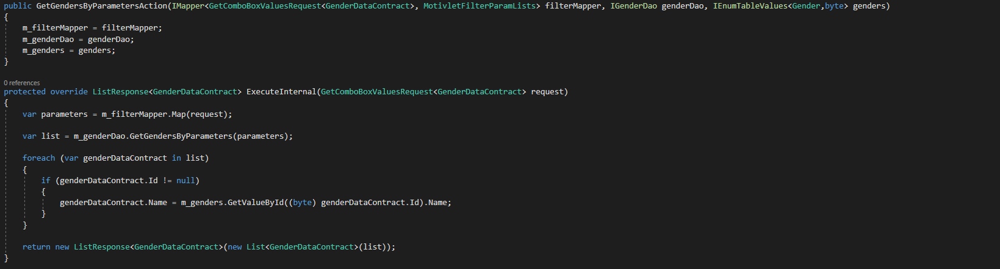 public GetGendersByParametersAction(IMapper<GetComboBoxValuesRequest<GenderDataContract>, MotivletFilterParamLists> filterMapper, IGenderDao genderDao, IEnumTableValues<Gender,byte> genders)
{
m_filterMapper = filterMapper;
m_genderDao = genderDao;
m_genders = genders;
}
0 references
protected override ListResponse<GenderDataContract> ExecuteInternal(GetComboBoxValuesRequest<GenderDataContract> request)
{
var parameters = m_filterMapper.Map(request);
var list = m_genderDao.GetGendersByParameters(parameters);
foreach (var genderDataContract in list)
{
if (genderDataContract.Id != null)
{
genderDataContract.Name = m_genders.GetValueById((byte) genderDataContract.Id).Name;
}
}
return new ListResponse<GenderDataContract>(new List<GenderDataContract>(list));
}